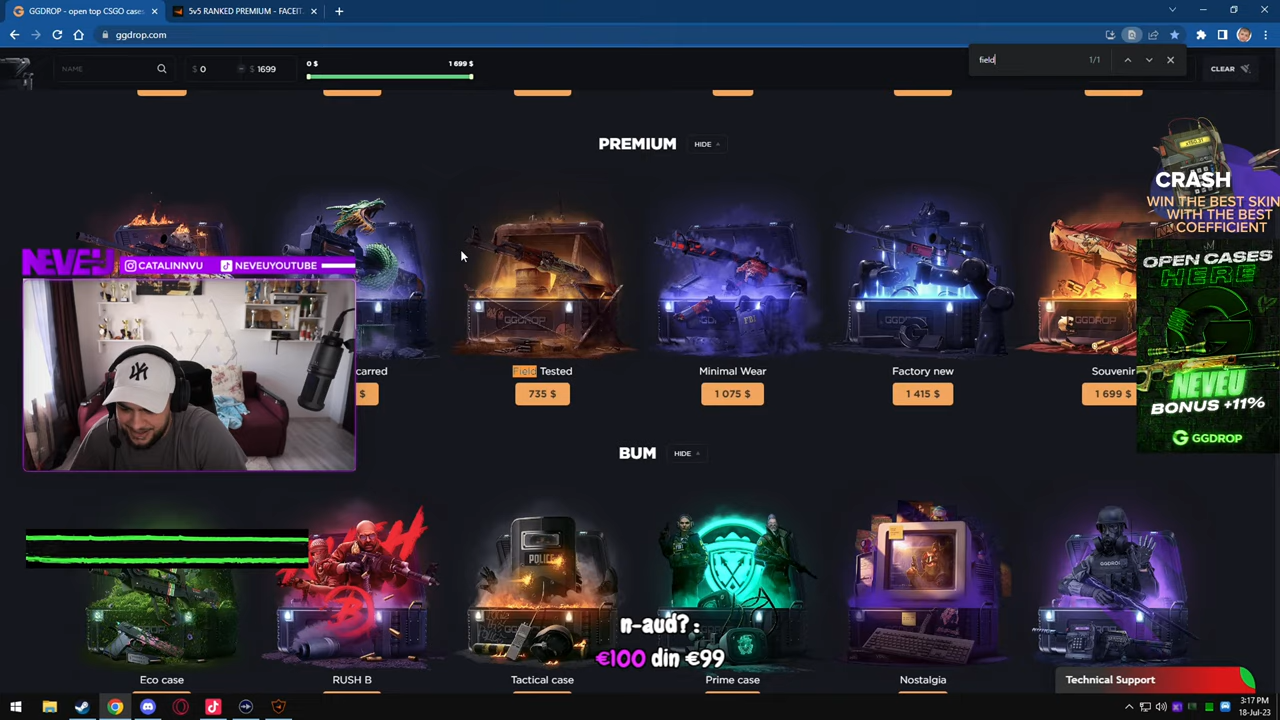 GGDROP - open top CSGO cases
5v5 RANKED PREMIUM - FACEIT
ggdrop.com
field
1/1
NAME
$ 0
$ 1699
0 $
1 699 $
CLEAR
PREMIUM
HIDE
CRASH
WIN THE BEST SKIN
WITH THE BEST
COEFFICIENT
NEVEU
CATALINNVU
NEVEUYOUTUBE
OPEN CASES
HERE
NEVEU
BONUS +11%
GGDROP
carred
Field Tested
Minimal Wear
Factory new
Souvenir
$
735 $
1 075 $
1 415 $
1 699 $
BUM
HIDE
POLICE
n-aud? :
€100 din €99
Eco case
RUSH B
Tactical case
Prime case
Nostalgia
Technical Support
3:17 PM
18-Jul-23